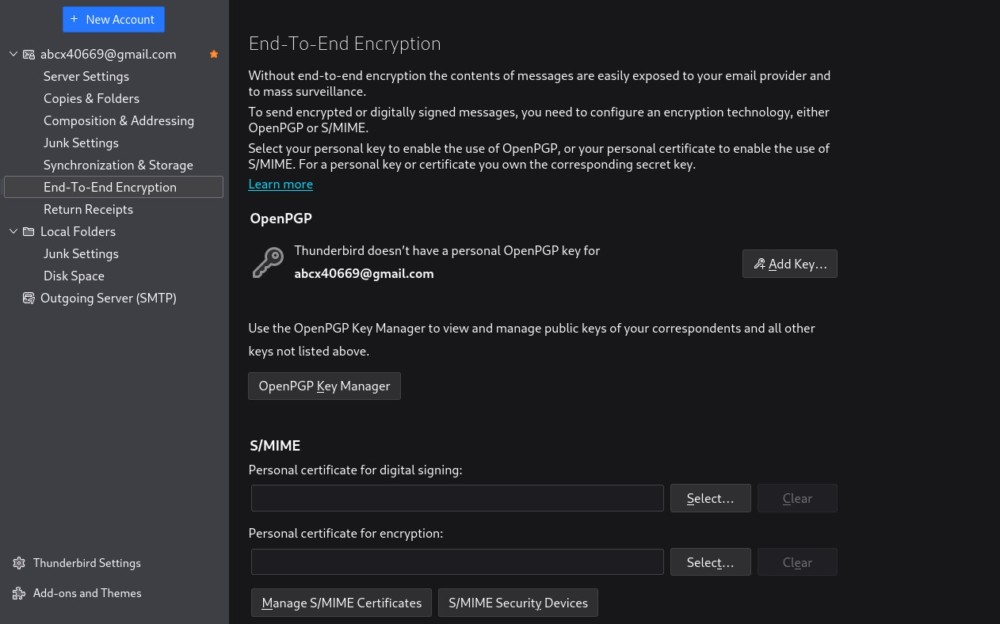 + New Account
abcx40669@gmail.com
Server Settings
Copies & Folders
Composition & Addressing
Junk Settings
Synchronization & Storage
End-To-End Encryption
Return Receipts
Local Folders
Junk Settings
Disk Space
Outgoing Server (SMTP)
Thunderbird Settings
Add-ons and Themes
End-To-End Encryption
Without end-to-end encryption the contents of messages are easily exposed to your email provider and
to mass surveillance.
To send encrypted or digitally signed messages, you need to configure an encryption technology, either
OpenPGP or S/MIME.
Select your personal key to enable the use of OpenPGP, or your personal certificate to enable the use of
S/MIME. For a personal key or certificate you own the corresponding secret key.
Learn more
OpenPGP
Thunderbird doesn’t have a personal OpenPGP key for
abcx40669@gmail.com
Add Key…
Use the OpenPGP Key Manager to view and manage public keys of your correspondents and all other
keys not listed above.
OpenPGP Key Manager
S/MIME
Personal certificate for digital signing:
Select… Clear
Personal certificate for encryption:
Select… Clear
Manage S/MIME Certificates S/MIME Security Devices